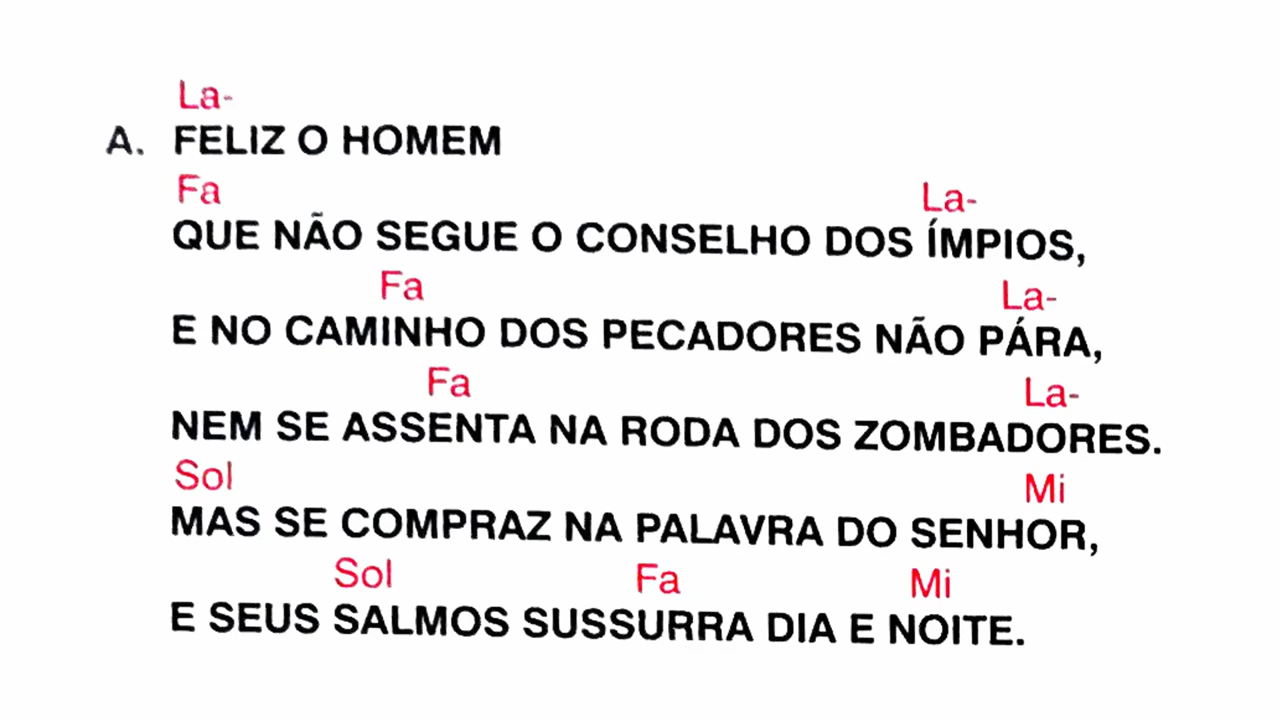 La-
A. FELIZ O HOMEM
Fa La-
QUE NÃO SEGUE O CONSELHO DOS ÍMPIOS,
Fa La-
E NO CAMINHO DOS PECADORES NÃO PÁRA,
Fa La-
NEM SE ASSENTA NA RODA DOS ZOMBADORES.
Sol Mi
MAS SE COMPRAZ NA PALAVRA DO SENHOR,
Sol Fa Mi
E SEUS SALMOS SUSSURRA DIA E NOITE.